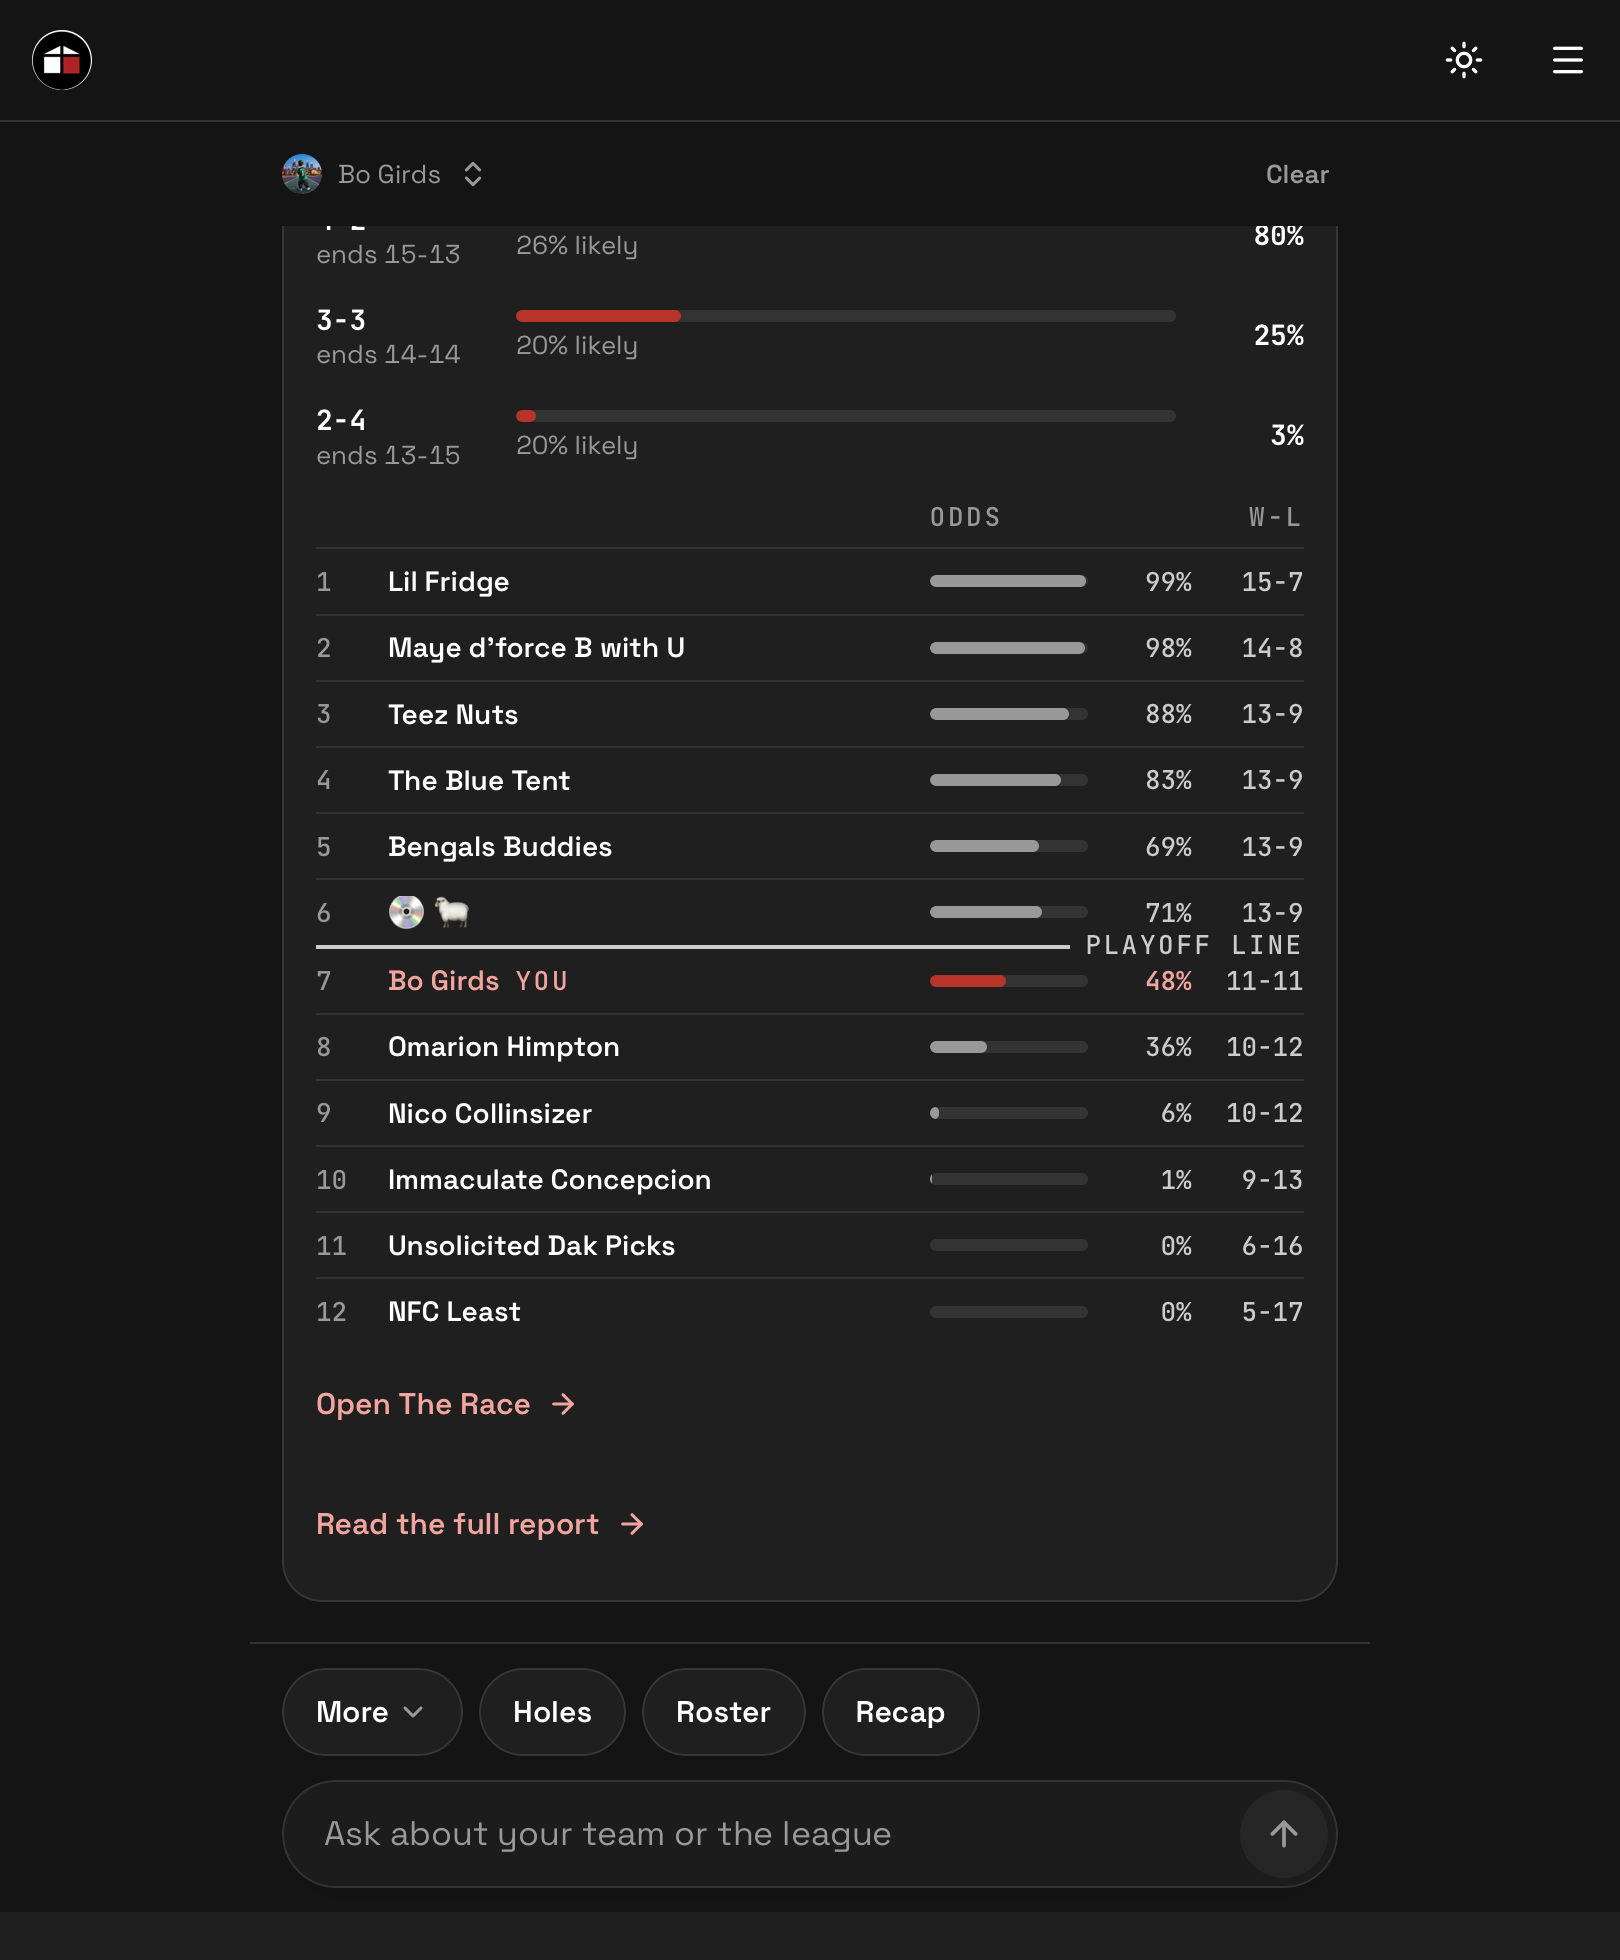 Bo Girds
Clear
ends 15-13
26% likely
80%
3-3
ends 14-14
20% likely
25%
2-4
ends 13-15
20% likely
3%
ODDS W-L
1 Lil Fridge 99% 15-7
2 Maye d’force B with U 98% 14-8
3 Teez Nuts 88% 13-9
4 The Blue Tent 83% 13-9
5 Bengals Buddies 69% 13-9
6 💿 🐑 71% 13-9
PLAYOFF LINE
7 Bo Girds YOU 48% 11-11
8 Omarion Himpton 36% 10-12
9 Nico Collinsizer 6% 10-12
10 Immaculate Concepcion 1% 9-13
11 Unsolicited Dak Picks 0% 6-16
12 NFC Least 0% 5-17
Open The Race →
Read the full report →
More Holes Roster Recap
Ask about your team or the league